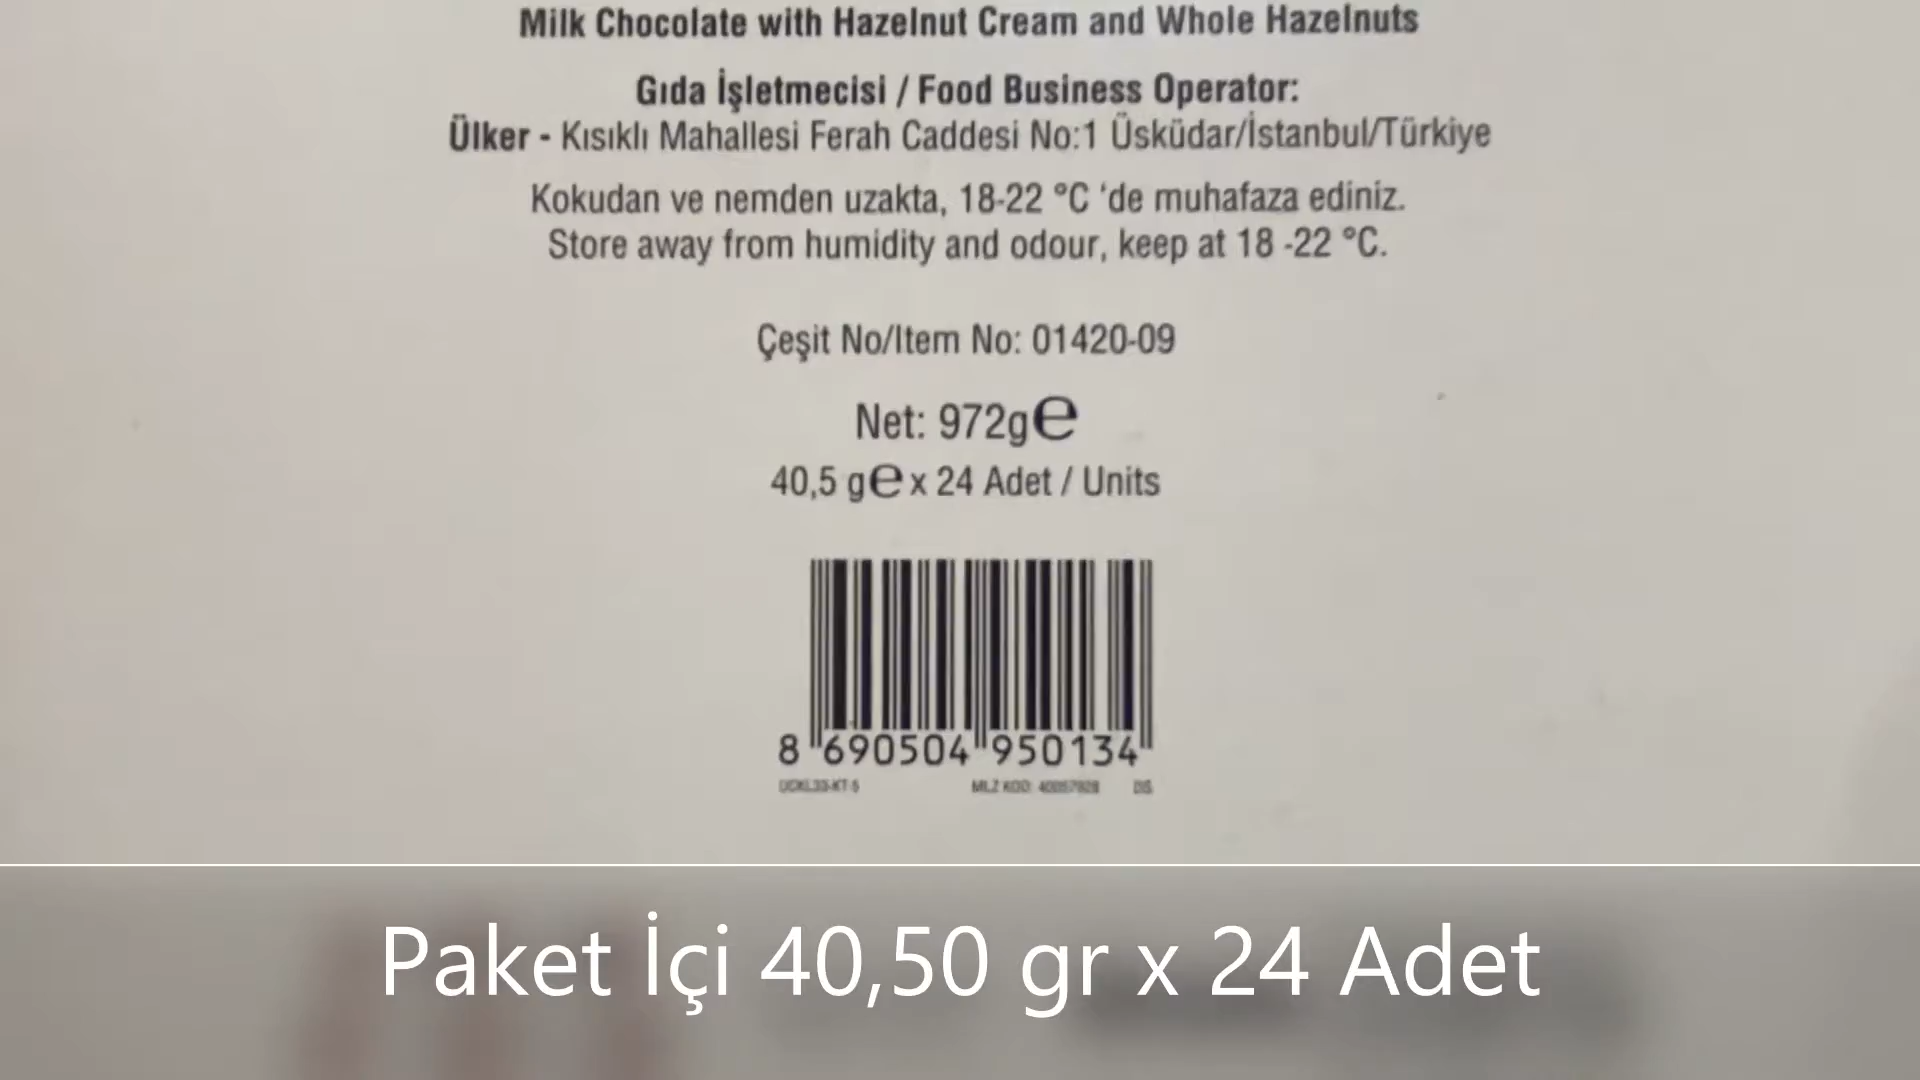 Milk Chocolate with Hazelnut Cream and Whole Hazelnuts
Gıda İşletmecisi / Food Business Operator:
Ülker - Kısıklı Mahallesi Ferah Caddesi No:1 Üsküdar/İstanbul/Türkiye
Kokudan ve nemden uzakta, 18-22 °C 'de muhafaza ediniz.
Store away from humidity and odour, keep at 18 -22 °C.
Çeşit No/Item No: 01420-09
Net: 972g℮
40,5 g℮ x 24 Adet / Units
8 690504 950134
MLZ KOD:
Paket İçi 40,50 gr x 24 Adet